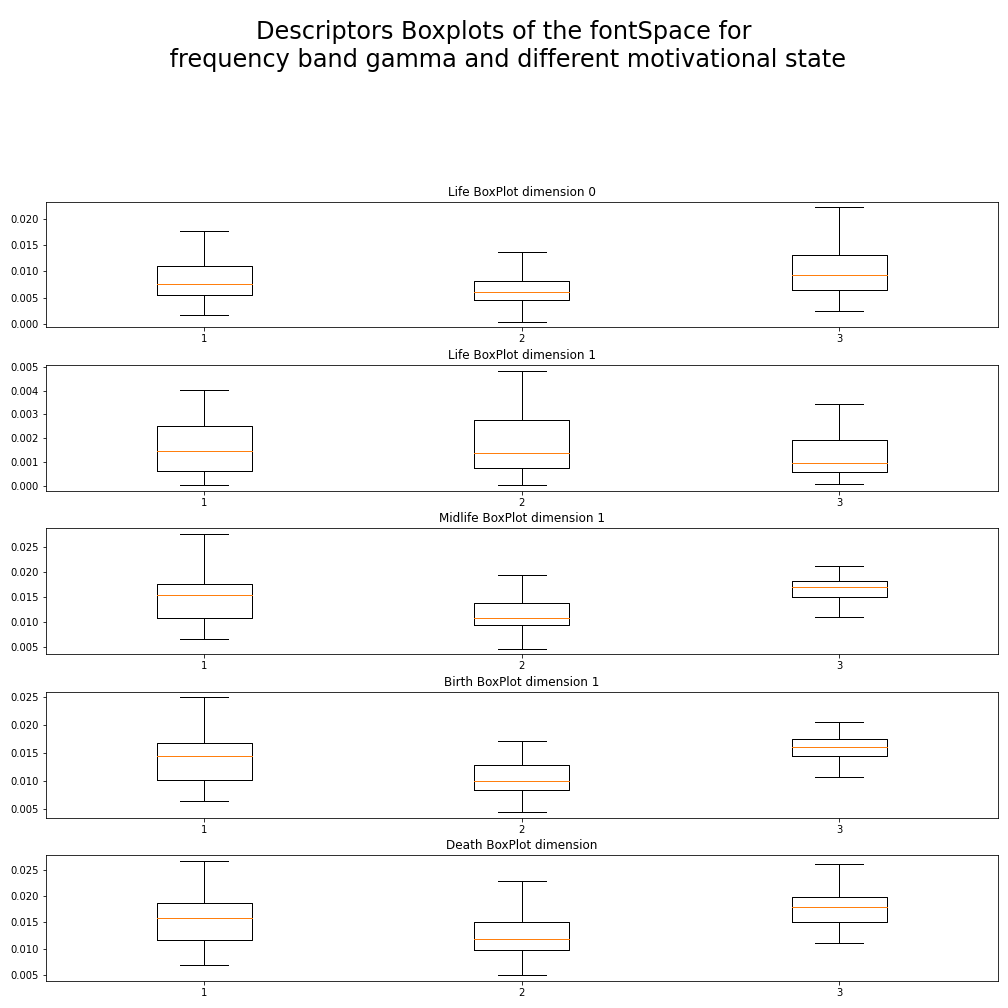 Descriptors Boxplots of the fontSpace for
frequency band gamma and different motivational state
Life BoxPlot dimension 0
0.020
0.015
0.010
0.005
0.000
1 2 3
Life BoxPlot dimension 1
0.005
0.004
0.003
0.002
0.001
0.000
1 2 3
Midlife BoxPlot dimension 1
0.025
0.020
0.015
0.010
0.005
1 2 3
Birth BoxPlot dimension 1
0.025
0.020
0.015
0.010
0.005
1 2 3
Death BoxPlot dimension
0.025
0.020
0.015
0.010
0.005
1 2 3